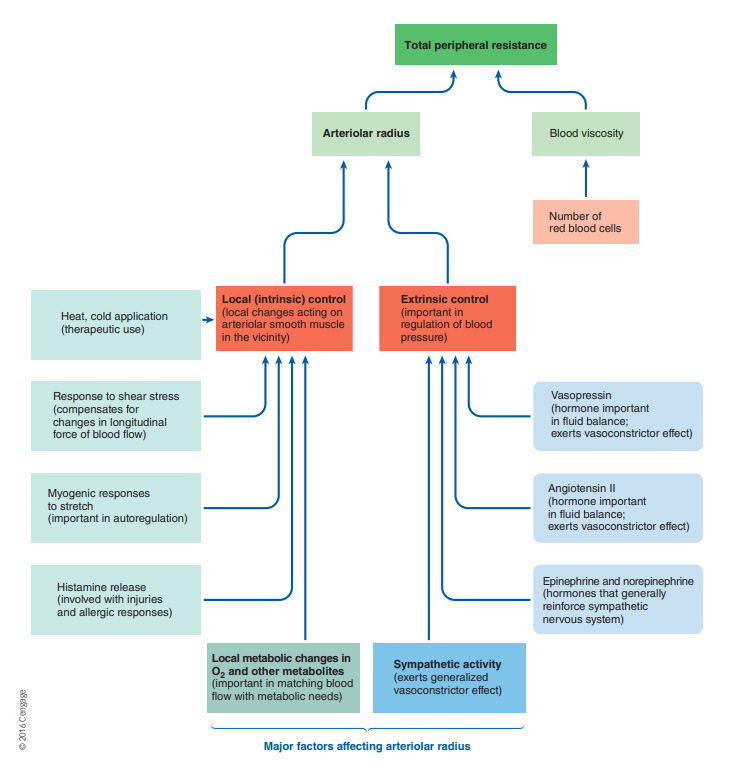 Total peripheral resistance
Arteriolar radius
Blood viscosity
Number of
red blood cells
Local (intrinsic) control
(local changes acting on
arteriolar smooth muscle
in the vicinity)
Extrinsic control
(important in
regulation of blood
pressure)
Heat, cold application
(therapeutic use)
Response to shear stress
(compensates for
changes in longitudinal
force of blood flow)
Vasopressin
(hormone important
in fluid balance;
exerts vasoconstrictor effect)
Myogenic responses
to stretch
(important in autoregulation)
Angiotensin II
(hormone important
in fluid balance;
exerts vasoconstrictor effect)
Histamine release
(involved with injuries
and allergic responses)
Epinephrine and norepinephrine
(hormones that generally
reinforce sympathetic
nervous system)
Local metabolic changes in
O₂ and other metabolites
(important in matching blood
flow with metabolic needs)
Sympathetic activity
(exerts generalized
vasoconstrictor effect)
Major factors affecting arteriolar radius
© 2016 Cengage